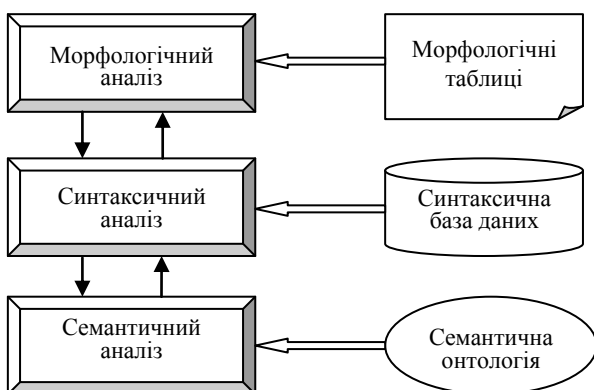 Морфологічний
аналіз
Морфологічні
таблиці
Синтаксичний
аналіз
Синтаксична
база даних
Семантичний
аналіз
Семантична
онтологія